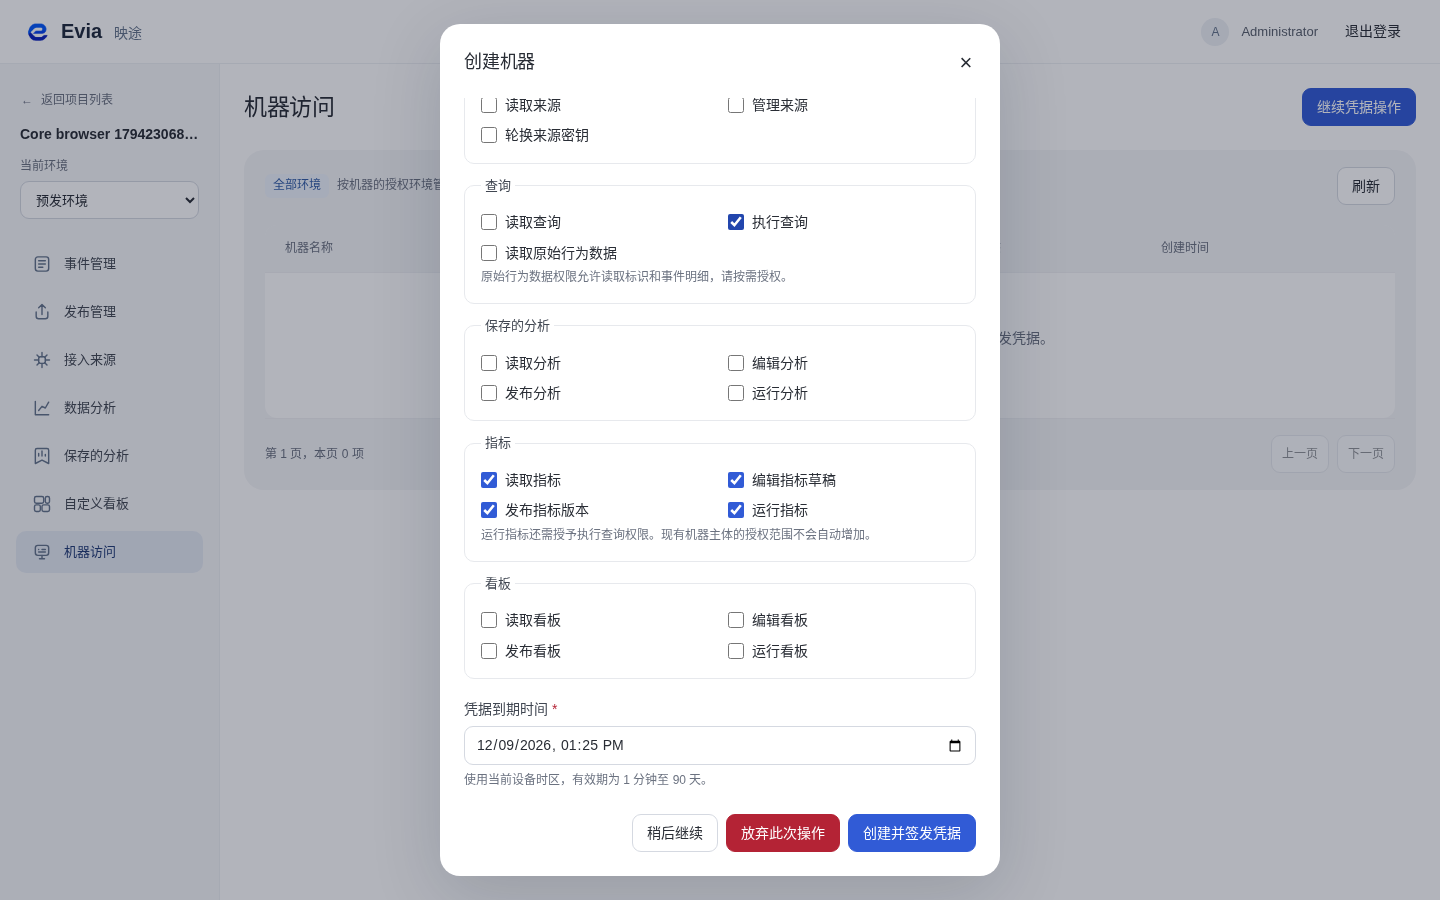 Evia 映途
A Administrator 退出登录
← 返回项目列表
Core browser 179423068...
当前环境
预发环境
事件管理
发布管理
接入来源
数据分析
保存的分析
自定义看板
机器访问
机器访问
继续凭据操作
全部环境 按机器的授权环境
刷新
机器名称 创建时间
发凭据。
第 1 页，本页 0 项
上一页 下一页
创建机器
×
读取来源 管理来源
轮换来源密钥
查询
读取查询 执行查询
读取原始行为数据
原始行为数据权限允许读取标识和事件明细，请按需授权。
保存的分析
读取分析 编辑分析
发布分析 运行分析
指标
读取指标 编辑指标草稿
发布指标版本 运行指标
运行指标还需授予执行查询权限。现有机器主体的授权范围不会自动增加。
看板
读取看板 编辑看板
发布看板 运行看板
凭据到期时间 *
12/09/2026, 01:25 PM
使用当前设备时区，有效期为 1 分钟至 90 天。
稍后继续 放弃此次操作 创建并签发凭据